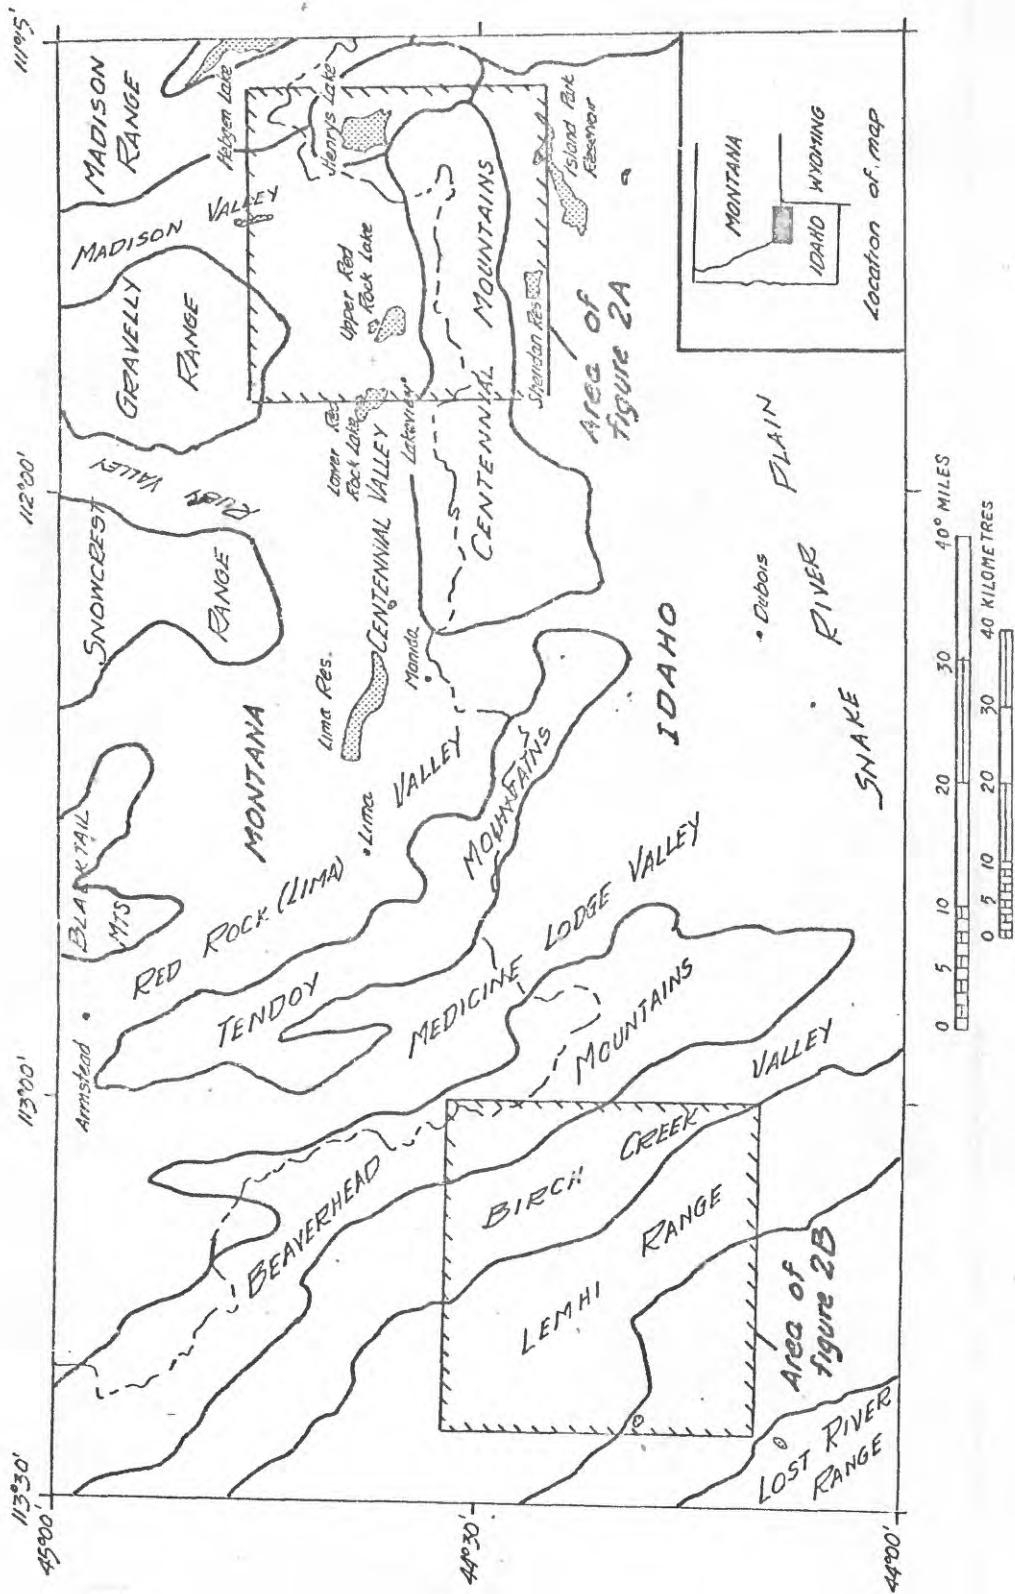 113°30'
113°00'
112°00'
111°15'
45°00'
44°30'
44°00'
Armstead
BLACKTAIL
MTS
SNOWCREST
RANGE
RUBY VALLEY
GRAVELLY
RANGE
MADISON VALLEY
MADISON
RANGE
Hebgen Lake
Henrys Lake
Upper Red
Rock Lake
Lower Red
Rock Lake
CENTENNIAL VALLEY
Lakeview
Lima Res.
Monida
MONTANA
Lima
RED ROCK (LIMA) VALLEY
TENDOY
MOUNTAINS
MEDICINE LODGE VALLEY
BEAVERHEAD
MOUNTAINS
BIRCH CREEK
VALLEY
LEMHI
RANGE
LOST RIVER
RANGE
Area of
figure 2B
CENTENNIAL MOUNTAINS
Sheridan Res
Island Park
Reservoir
Area of
figure 2A
IDAHO
Dubois
SNAKE RIVER PLAIN
MONTANA
IDAHO
WYOMING
Location of map
0 5 10 20 30 40 MILES
0 5 10 20 30 40 KILOMETRES